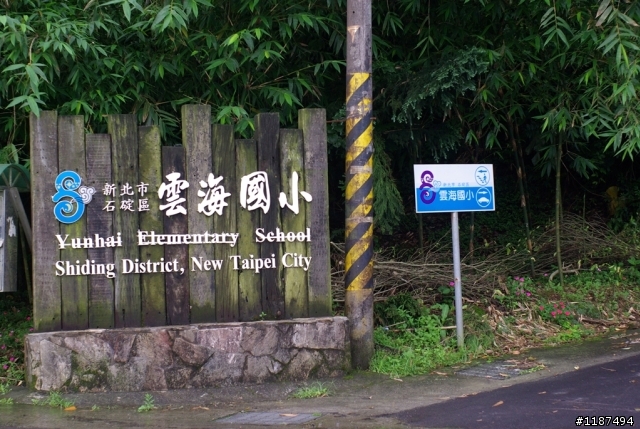 新北市
石碇區
雲海國小
Yunhai Elementary School
Shiding District, New Taipei City
雲海國小
#1187494